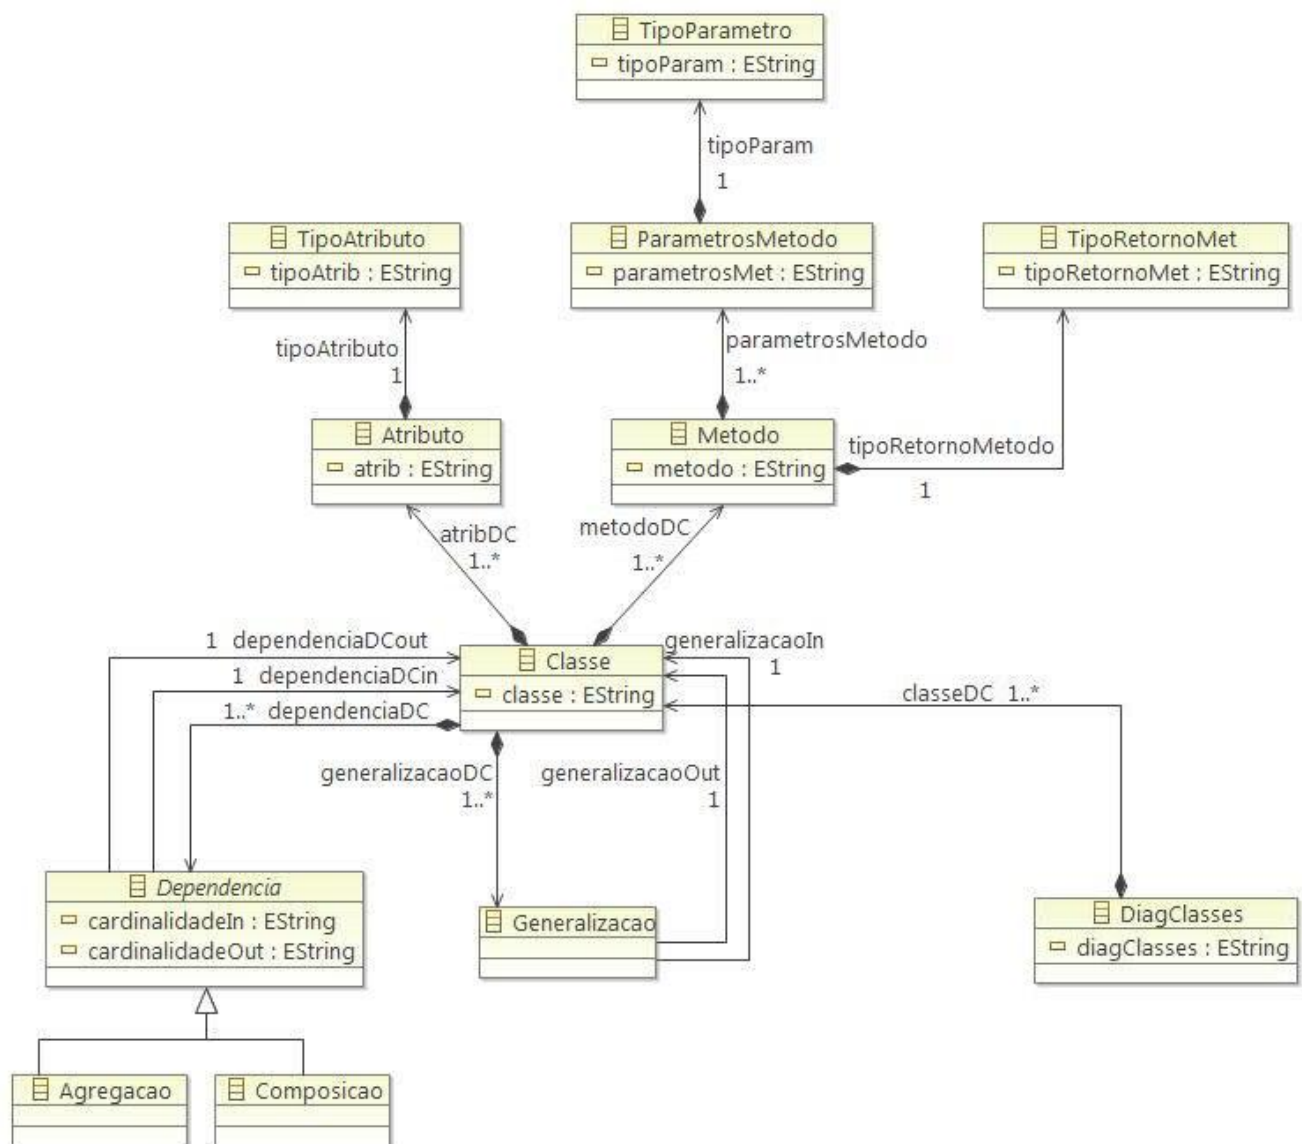 TipoParametro
tipoParam : EString
tipoParam
1
TipoAtributo
tipoAtrib : EString
ParametrosMetodo
parametrosMet : EString
TipoRetornoMet
tipoRetornoMet : EString
tipoAtributo
1
parametrosMetodo
1..*
Atributo
atrib : EString
Metodo
metodo : EString
tipoRetornoMetodo
1
atribDC
1..*
metodoDC
1..*
1 dependenciaDCout
1 dependenciaDCin
1..* dependenciaDC
Classe
classe : EString
generalizacaoIn
1
classeDC 1..*
generalizacaoDC
1..*
generalizacaoOut
1
Dependencia
cardinalidadeIn : EString
cardinalidadeOut : EString
Generalizacao
DiagClasses
diagClasses : EString
Agregacao
Composicao